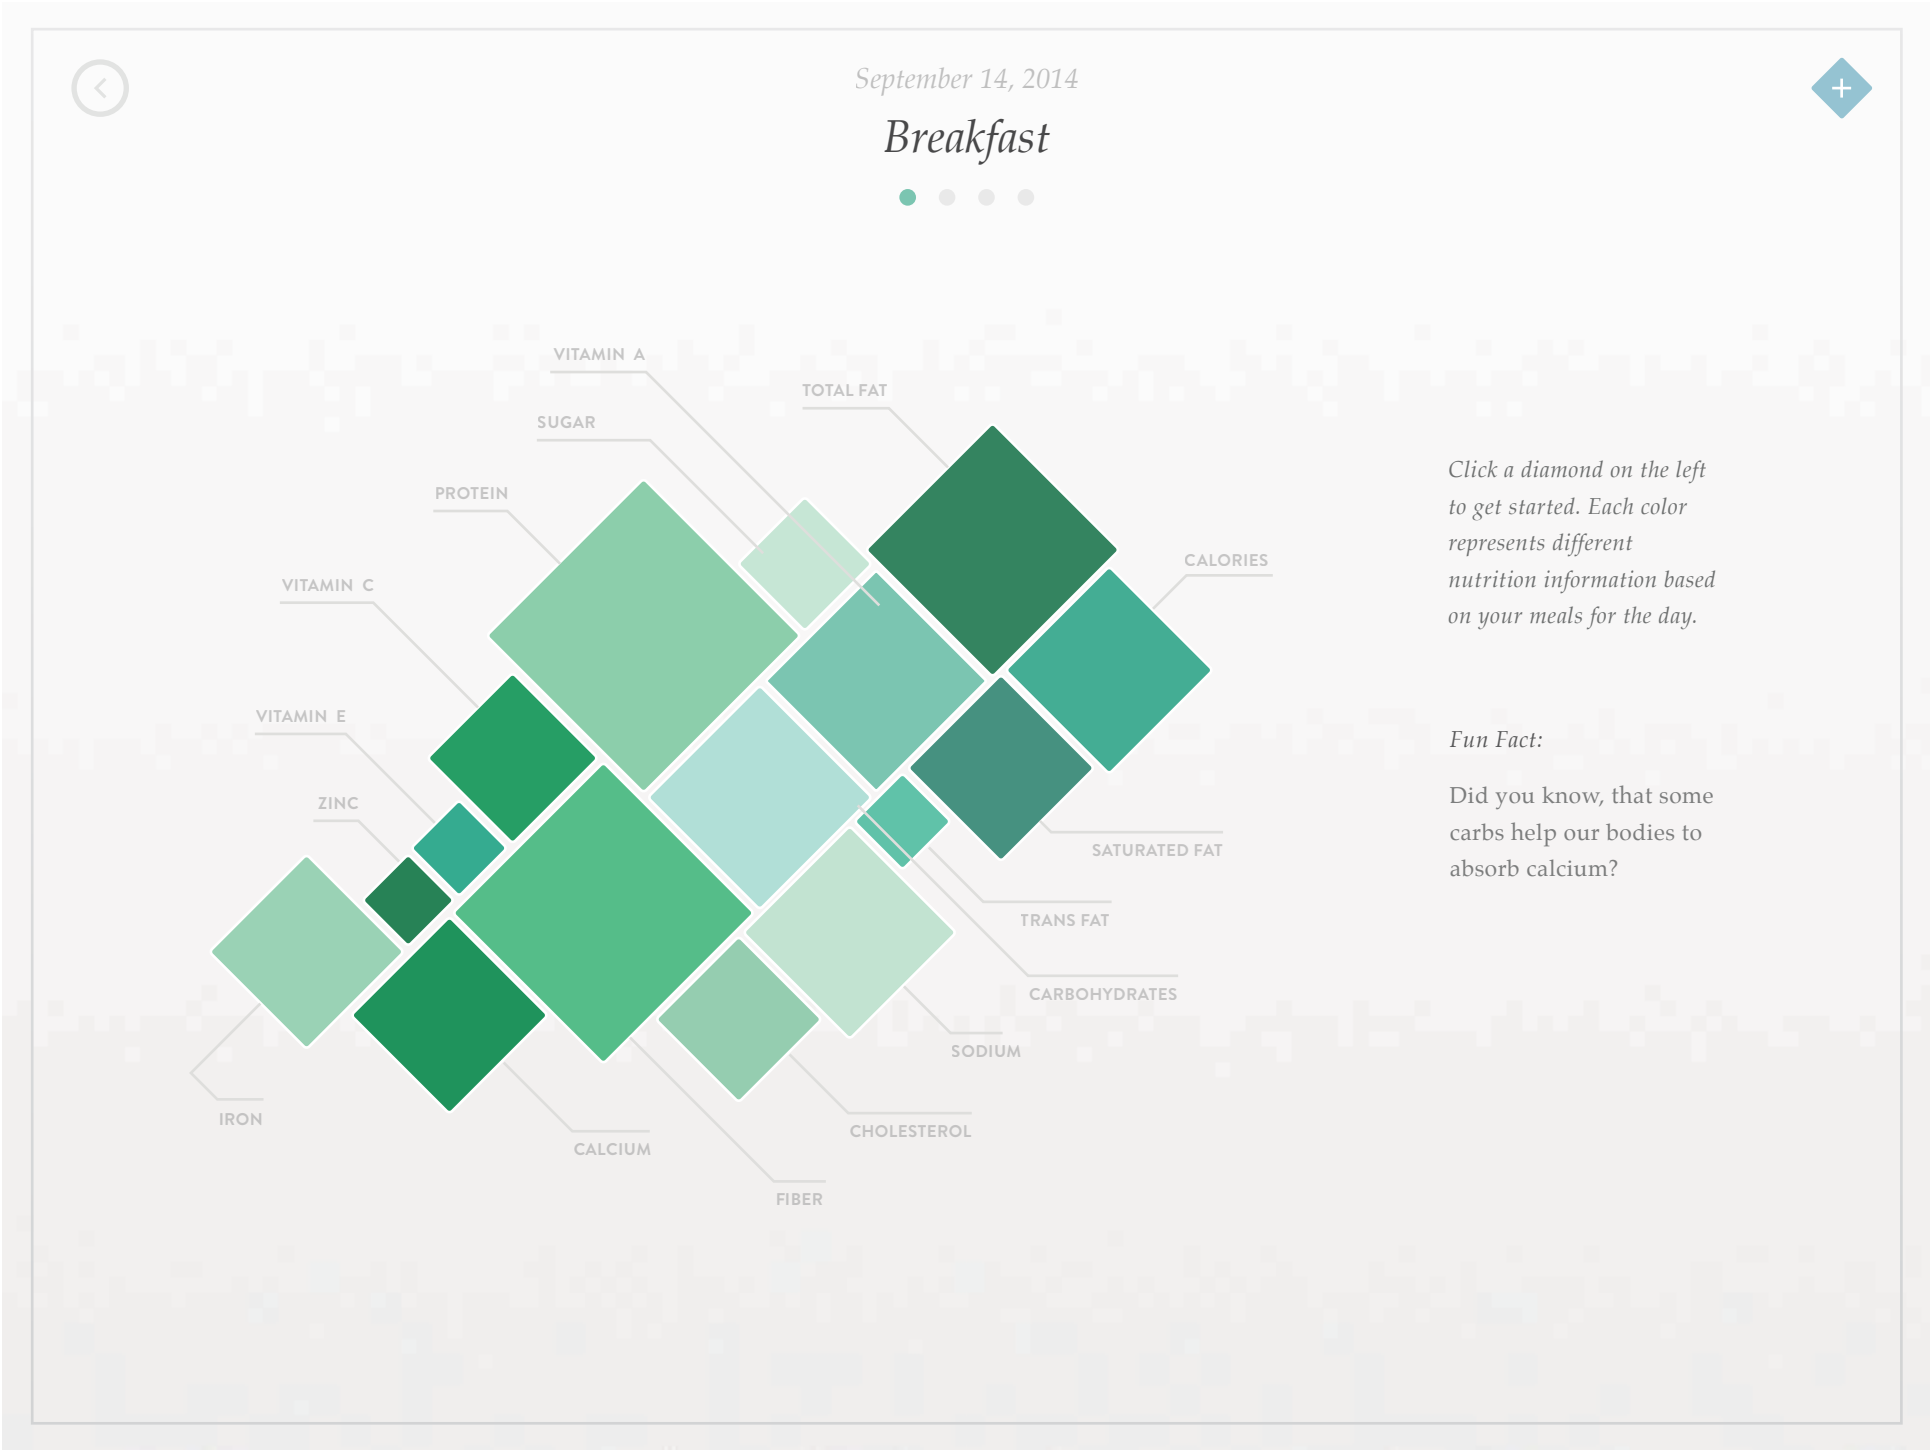 September 14, 2014
Breakfast
VITAMIN A
TOTAL FAT
SUGAR
PROTEIN
CALORIES
VITAMIN C
VITAMIN E
ZINC
SATURATED FAT
TRANS FAT
CARBOHYDRATES
SODIUM
IRON
CHOLESTEROL
CALCIUM
FIBER
Click a diamond on the left
to get started. Each color
represents different
nutrition information based
on your meals for the day.
Fun Fact:
Did you know, that some
carbs help our bodies to
absorb calcium?